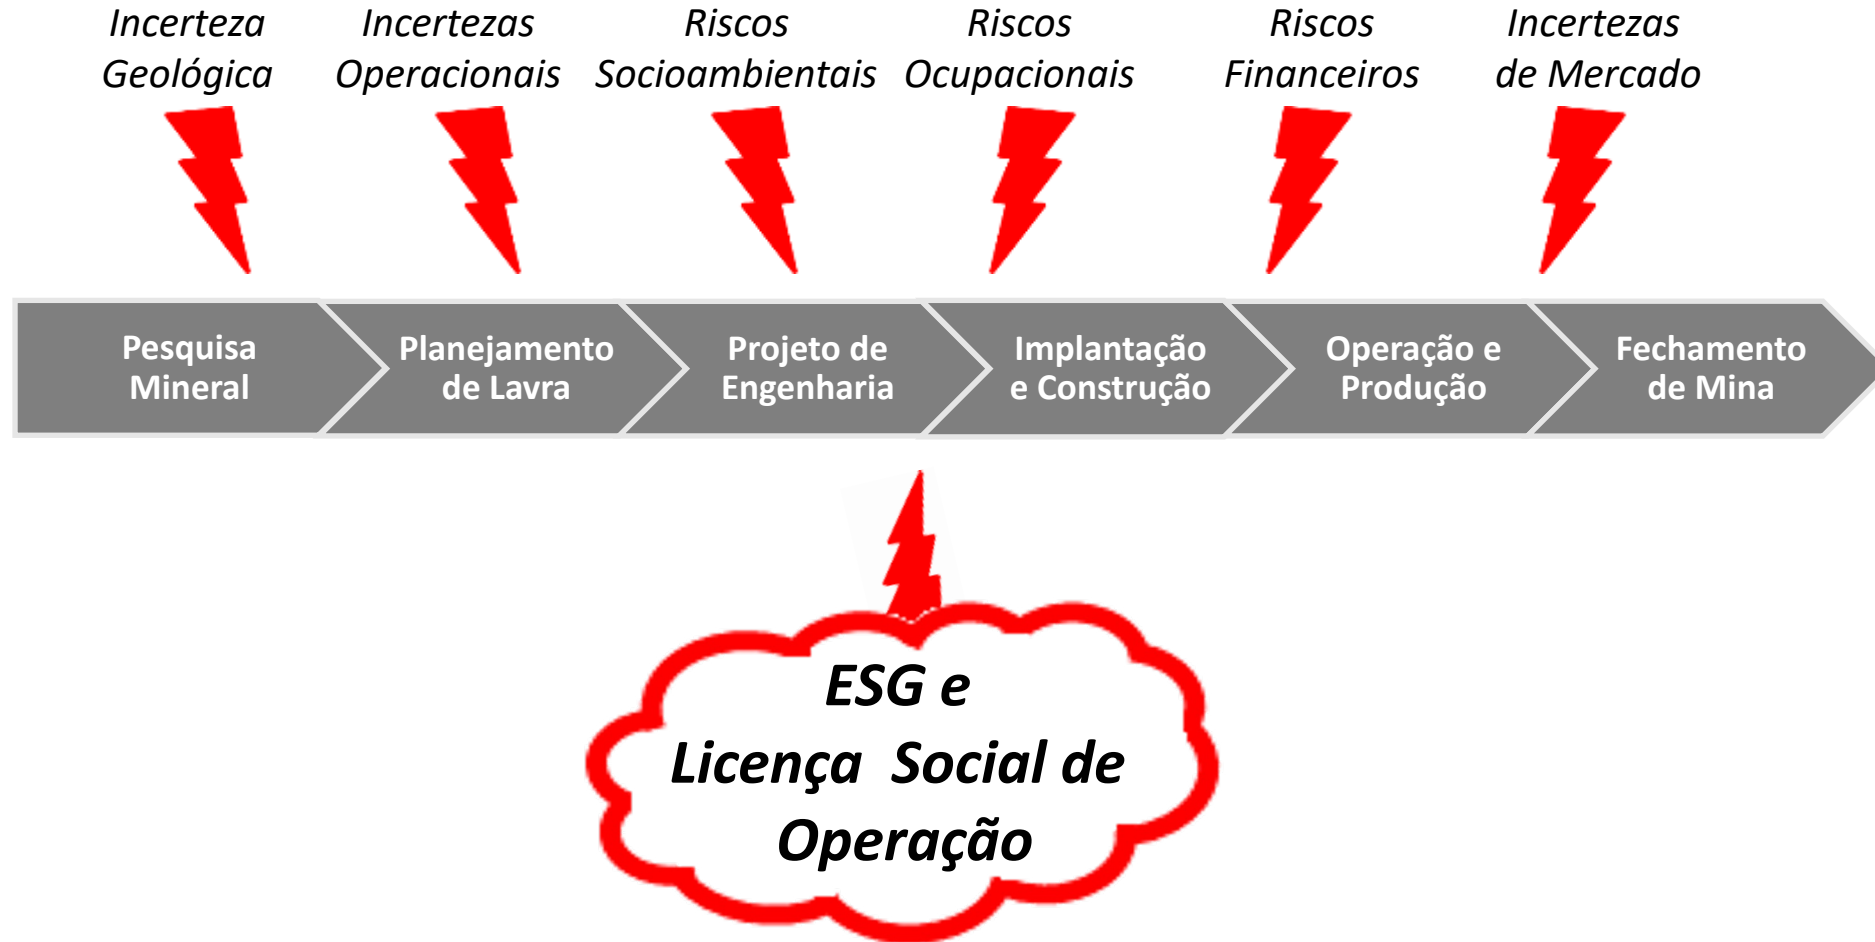 Incerteza
Geológica
Incertezas
Operacionais
Riscos
Socioambientais
Riscos
Ocupacionais
Riscos
Financeiros
Incertezas
de Mercado
Pesquisa
Mineral
Planejamento
de Lavra
Projeto de
Engenharia
Implantação
e Construção
Operação e
Produção
Fechamento
de Mina
ESG e
Licença Social de
Operação